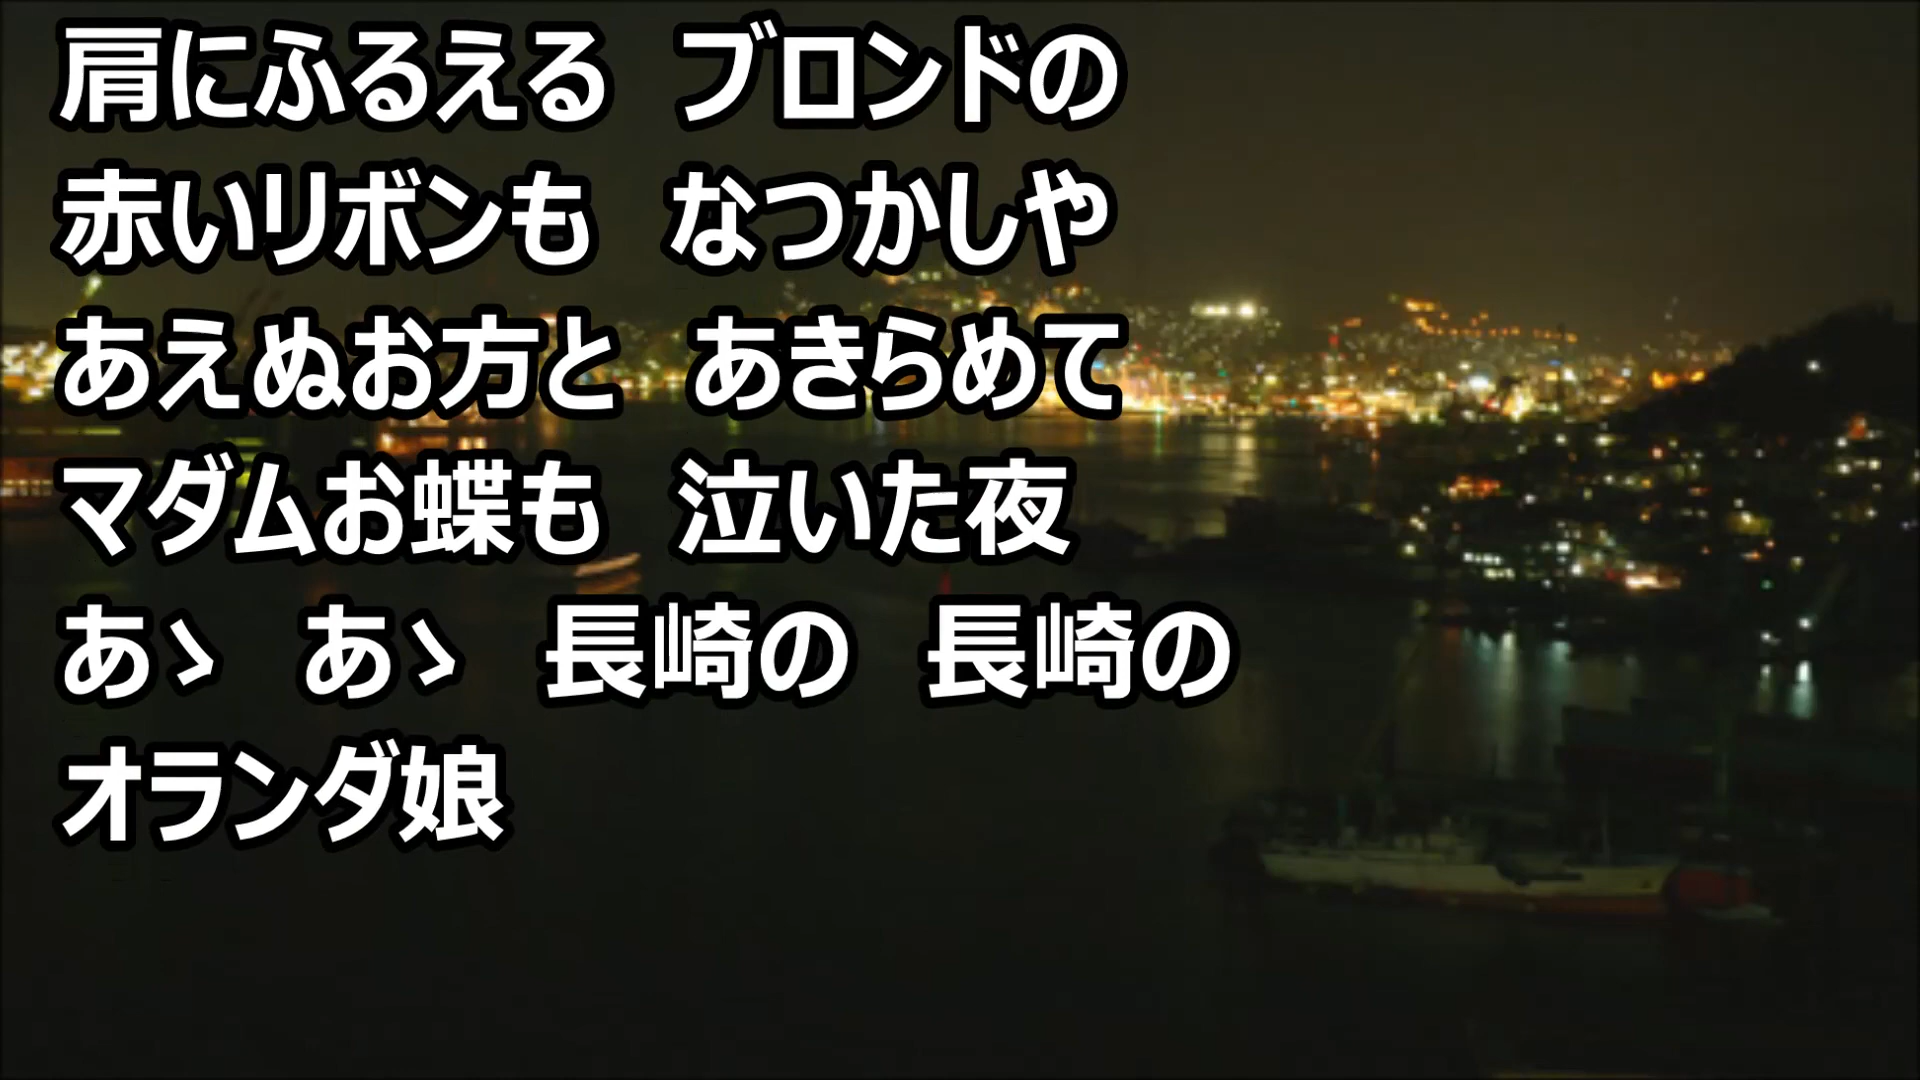 肩にふるえる　ブロンドの
赤いリボンも　なつかしや
あえぬお方と　あきらめて
マダムお蝶も　泣いた夜
あゝ　あゝ　長崎の　長崎の
オランダ娘